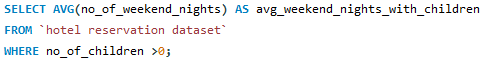 SELECT AVG(no_of_weekend_nights) AS avg_weekend_nights_with_children
FROM `hotel reservation dataset`
WHERE no_of_children >0;